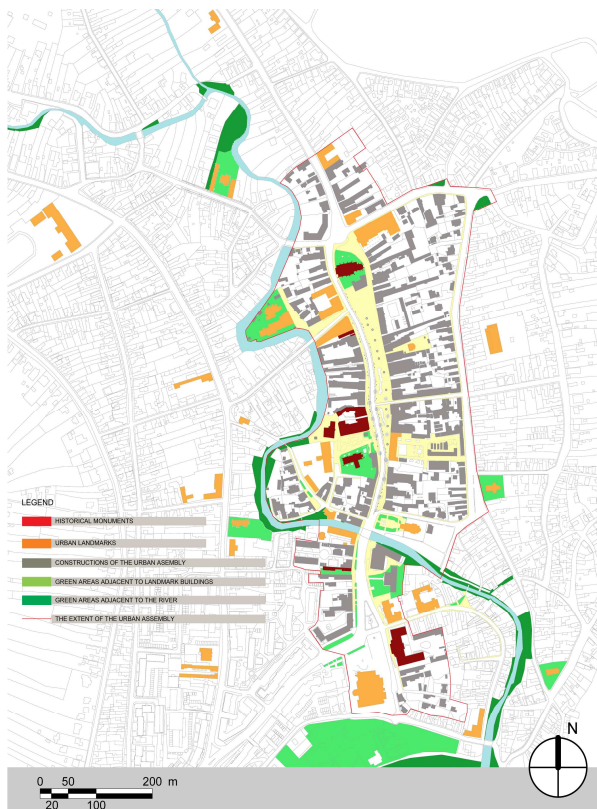 LEGEND
HISTORICAL MONUMENTS
URBAN LANDMARKS
CONSTRUCTIONS OF THE URBAN ASEMBLY
GREEN AREAS ADJACENT TO LANDMARK BUILDINGS
GREEN AREAS ADJACENT TO THE RIVER
THE EXTENT OF THE URBAN ASSEMBLY
N
0 50 200 m
20 100